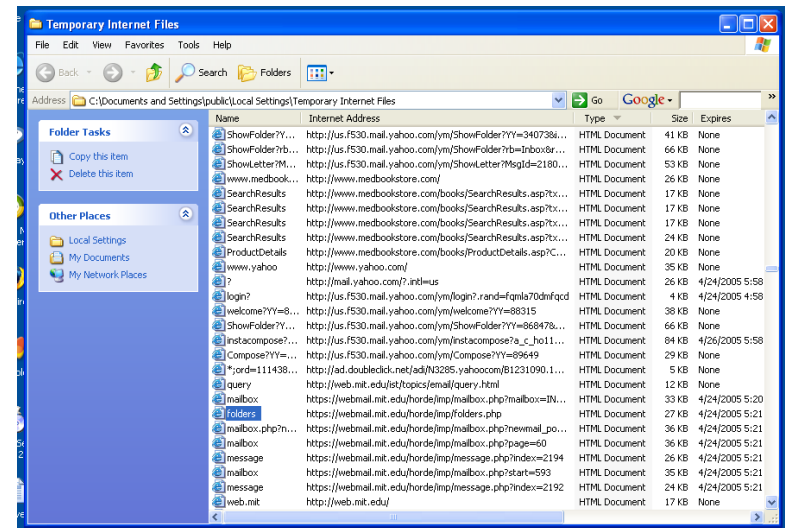 Temporary Internet Files
File Edit View Favorites Tools Help
Back Search Folders
Address C:\Documents and Settings\public\Local Settings\Temporary Internet Files Go Google »
Folder Tasks
Copy this item
Delete this item
Other Places
Local Settings
My Documents
My Network Places
Name Internet Address Type Size Expires
ShowFolder?Y... http://us.f530.mail.yahoo.com/ym/ShowFolder?YY=34073&i... HTML Document 41 KB None
ShowFolder?rb... http://us.f530.mail.yahoo.com/ym/ShowFolder?rb=Inbox&r... HTML Document 66 KB None
ShowLetter?M... http://us.f530.mail.yahoo.com/ym/ShowLetter?MsgId=2180... HTML Document 53 KB None
www.medbook... http://www.medbookstore.com/ HTML Document 26 KB None
SearchResults http://www.medbookstore.com/books/SearchResults.asp?tx... HTML Document 17 KB None
SearchResults http://www.medbookstore.com/books/SearchResults.asp?tx... HTML Document 17 KB None
SearchResults http://www.medbookstore.com/books/SearchResults.asp?tx... HTML Document 17 KB None
SearchResults http://www.medbookstore.com/books/SearchResults.asp?tx... HTML Document 24 KB None
ProductDetails http://www.medbookstore.com/books/ProductDetails.asp?C... HTML Document 20 KB None
www.yahoo http://www.yahoo.com/ HTML Document 35 KB None
? http://mail.yahoo.com/?.intl=us HTML Document 26 KB 4/24/2005 5:58
login? http://us.f530.mail.yahoo.com/ym/login?.rand=fqmla70dmfqcd HTML Document 4 KB 4/24/2005 4:58
welcome?YY=8... http://us.f530.mail.yahoo.com/ym/welcome?YY=88315 HTML Document 38 KB None
ShowFolder?Y... http://us.f530.mail.yahoo.com/ym/ShowFolder?YY=86847&... HTML Document 66 KB None
instacompose?... http://us.f530.mail.yahoo.com/ym/instacompose?a_c_ho11... HTML Document 84 KB 4/26/2005 5:58
Compose?YY=... http://us.f530.mail.yahoo.com/ym/Compose?YY=89649 HTML Document 29 KB None
*;ord=111438... http://ad.doubleclick.net/adi/N3285.yahoocom/B1231090.1... HTML Document 5 KB None
query http://web.mit.edu/ist/topics/email/query.html HTML Document 12 KB None
mailbox https://webmail.mit.edu/horde/imp/mailbox.php?mailbox=IN... HTML Document 33 KB 4/24/2005 5:20
folders https://webmail.mit.edu/horde/imp/folders.php HTML Document 27 KB 4/24/2005 5:21
mailbox.php?n... https://webmail.mit.edu/horde/imp/mailbox.php?newmail_po... HTML Document 36 KB 4/24/2005 5:21
mailbox https://webmail.mit.edu/horde/imp/mailbox.php?page=60 HTML Document 36 KB 4/24/2005 5:21
message https://webmail.mit.edu/horde/imp/message.php?index=2194 HTML Document 26 KB 4/24/2005 5:21
mailbox https://webmail.mit.edu/horde/imp/mailbox.php?start=593 HTML Document 35 KB 4/24/2005 5:21
message https://webmail.mit.edu/horde/imp/message.php?index=2192 HTML Document 24 KB 4/24/2005 5:21
web.mit http://web.mit.edu/ HTML Document 17 KB None